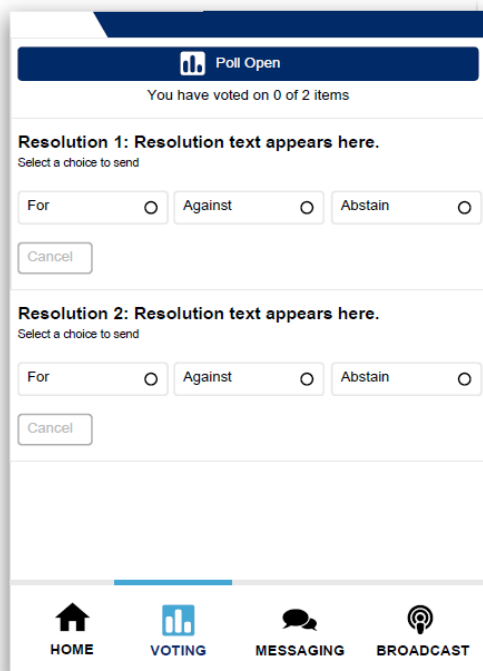 Poll Open
You have voted on 0 of 2 items
Resolution 1: Resolution text appears here.
Select a choice to send
For Against Abstain
Cancel
Resolution 2: Resolution text appears here.
Select a choice to send
For Against Abstain
Cancel
HOME VOTING MESSAGING BROADCAST